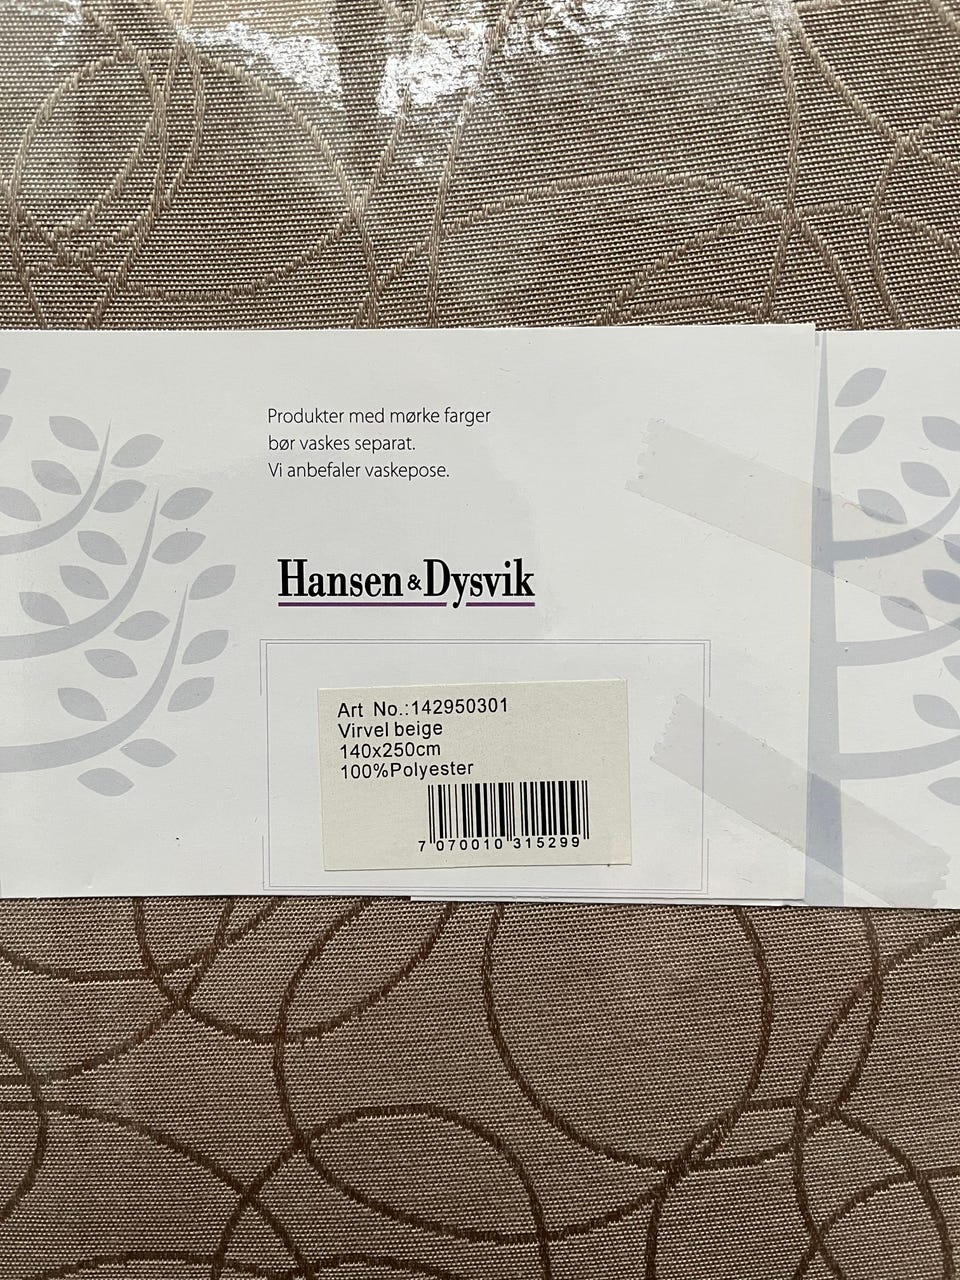 Produkter med mørke farger
bør vaskes separat.
Vi anbefaler vaskepose.
Hansen & Dysvik
Art No.:142950301
Virvel beige
140x250cm
100%Polyester
7 070010 315299